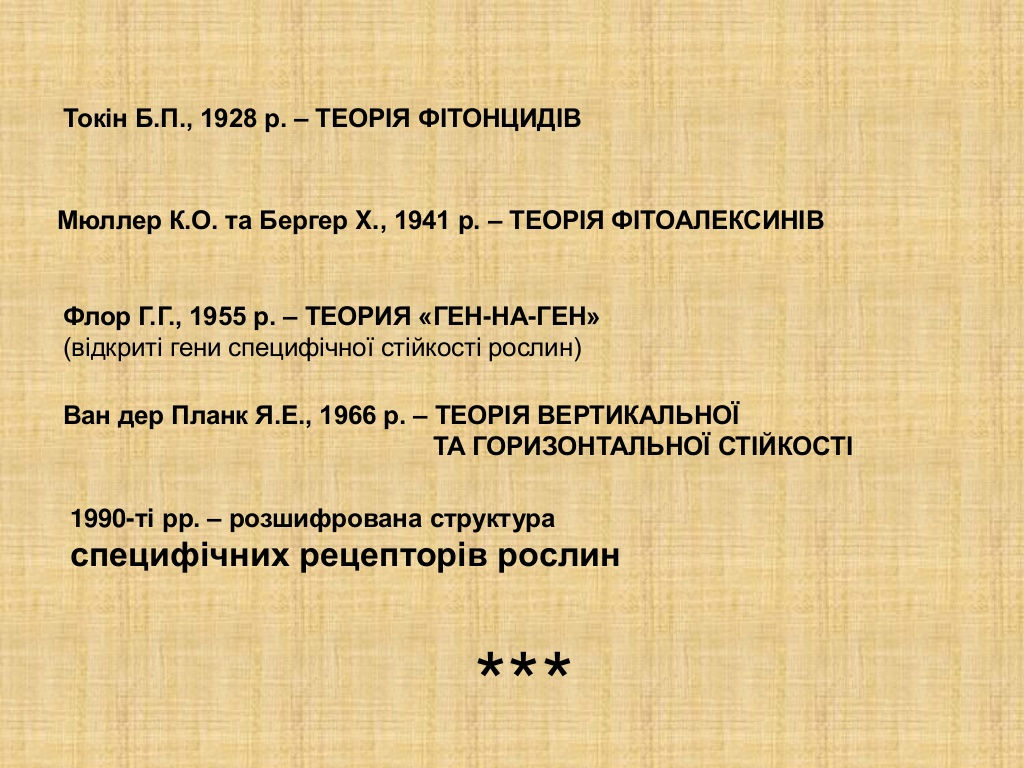 Токін Б.П., 1928 р. – ТЕОРІЯ ФІТОНЦИДІВ
Мюллер К.О. та Бергер Х., 1941 р. – ТЕОРІЯ ФІТОАЛЕКСИНІВ
Флор Г.Г., 1955 р. – ТЕОРИЯ «ГЕН-НА-ГЕН»
(відкриті гени специфічної стійкості рослин)
Ван дер Планк Я.Е., 1966 р. – ТЕОРІЯ ВЕРТИКАЛЬНОЇ
ТА ГОРИЗОНТАЛЬНОЇ СТІЙКОСТІ
1990-ті рр. – розшифрована структура
специфічних рецепторів рослин
***